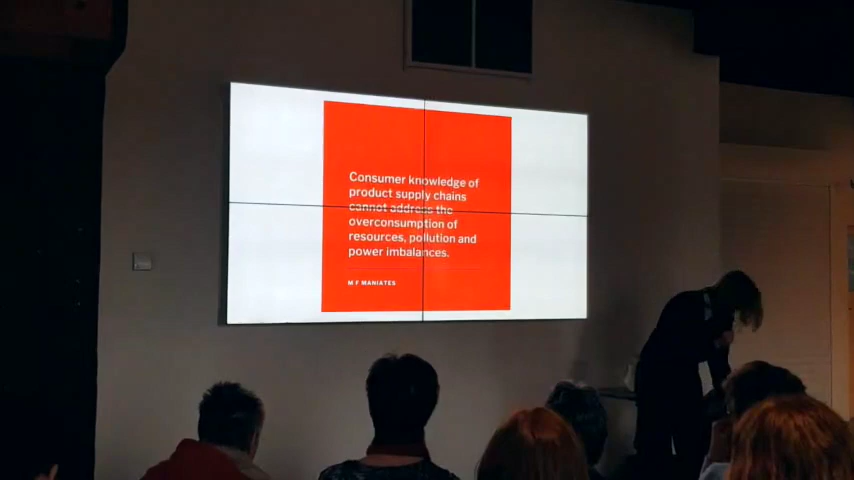 Consumer knowledge of
product supply chains
cannot address the
overconsumption of
resources, pollution and
power imbalances.
M F MANIATES